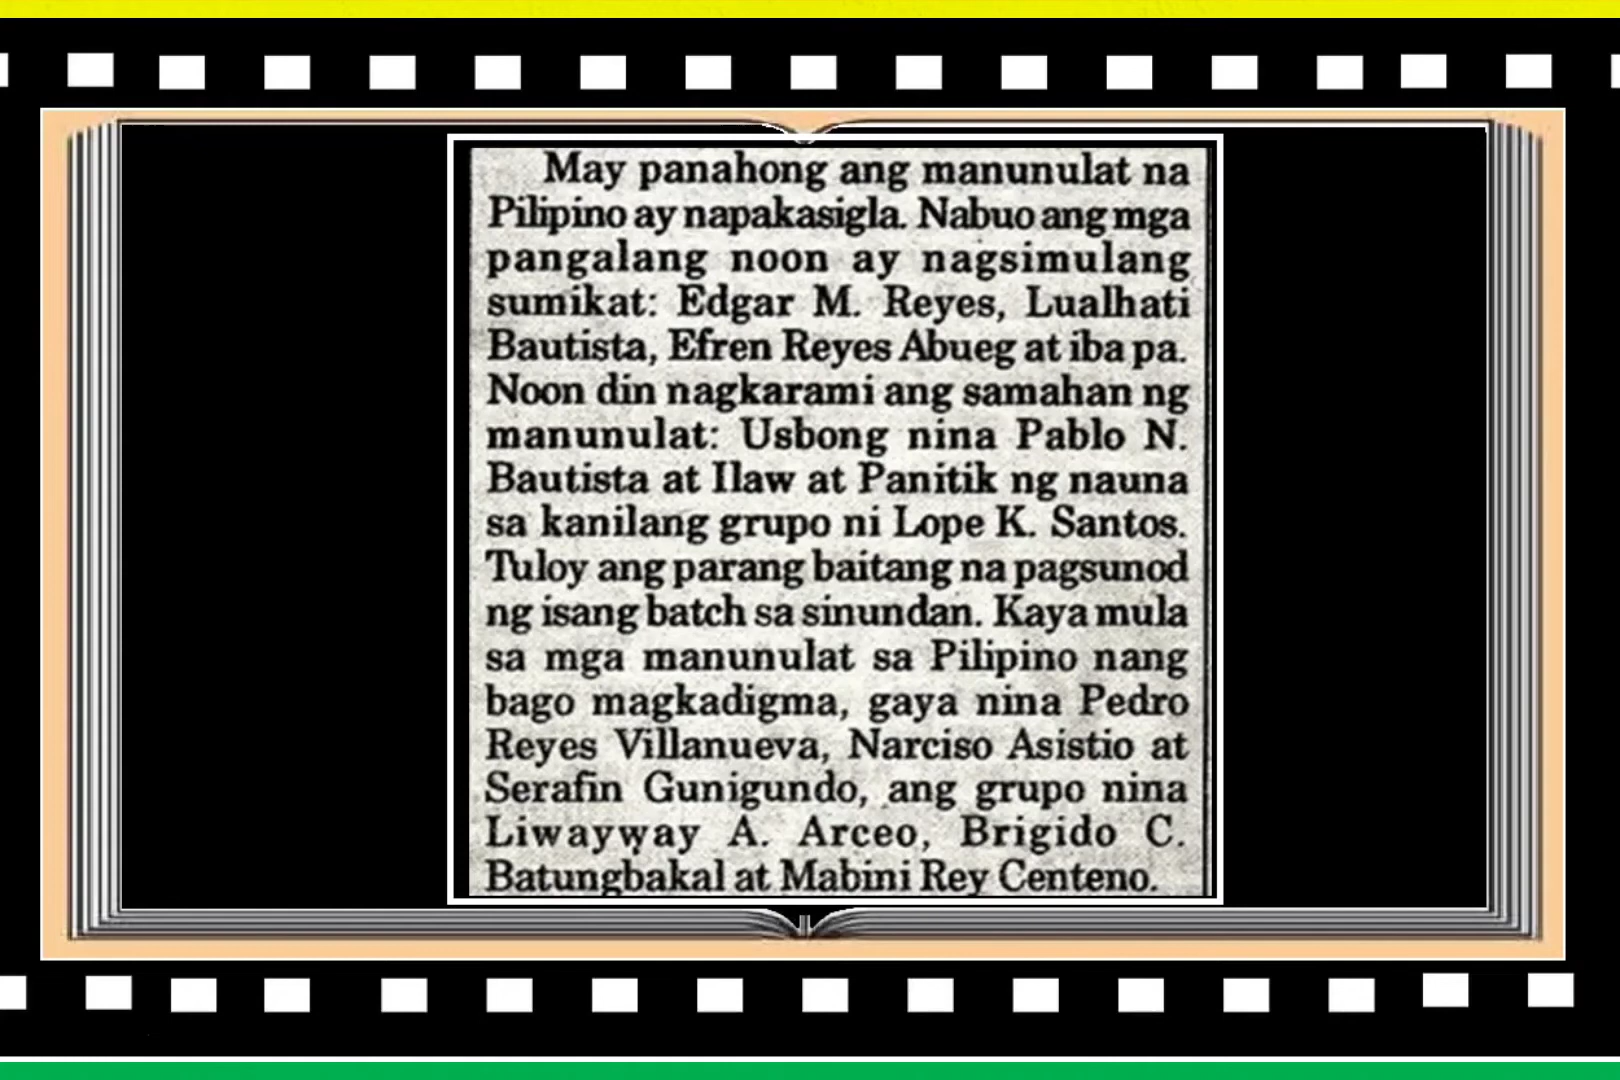 May panahong ang manunulat na
Pilipino ay napakasigla. Nabuo ang mga
pangalang noon ay nagsimulang
sumikat: Edgar M. Reyes, Lualhati
Bautista, Efren Reyes Abueg at iba pa.
Noon din nagkarami ang samahan ng
manunulat: Usbong nina Pablo N.
Bautista at Ilaw at Panitik ng nauna
sa kanilang grupo ni Lope K. Santos.
Tuloy ang parang baitang na pagsunod
ng isang batch sa sinundan. Kaya mula
sa mga manunulat sa Pilipino nang
bago magkadigma, gaya nina Pedro
Reyes Villanueva, Narciso Asistio at
Serafin Gunigundo, ang grupo nina
Liwayway A. Arceo, Brigido C.
Batungbakal at Mabini Rey Centeno.